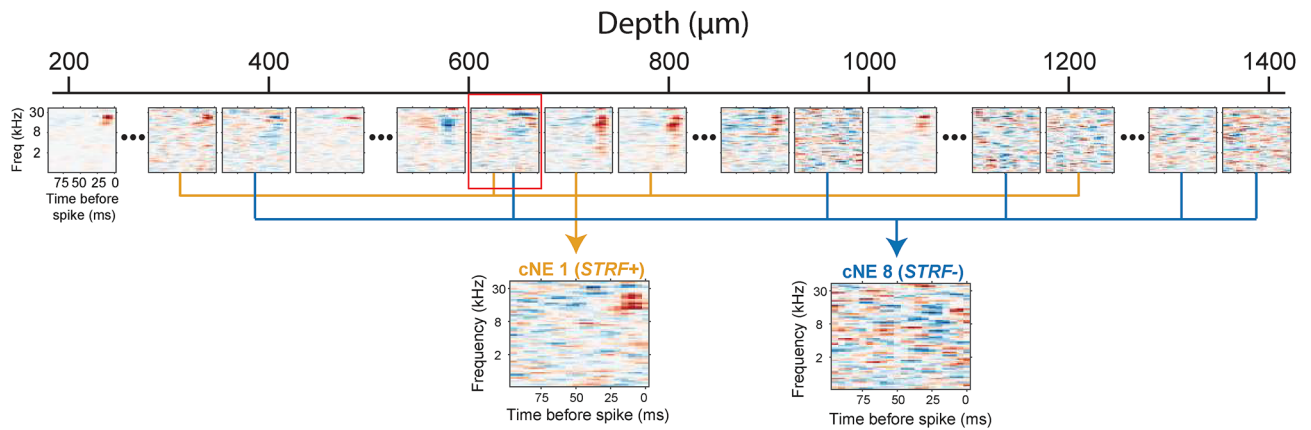 Depth (μm)
200 400 600 800 1000 1200 1400
Freq (kHz)
30
8
2
75 50 25 0
Time before
spike (ms)
cNE 1 (STRF+)
Frequency (kHz)
30
8
2
75 50 25 0
Time before spike (ms)
cNE 8 (STRF-)
Frequency (kHz)
30
8
2
75 50 25 0
Time before spike (ms)